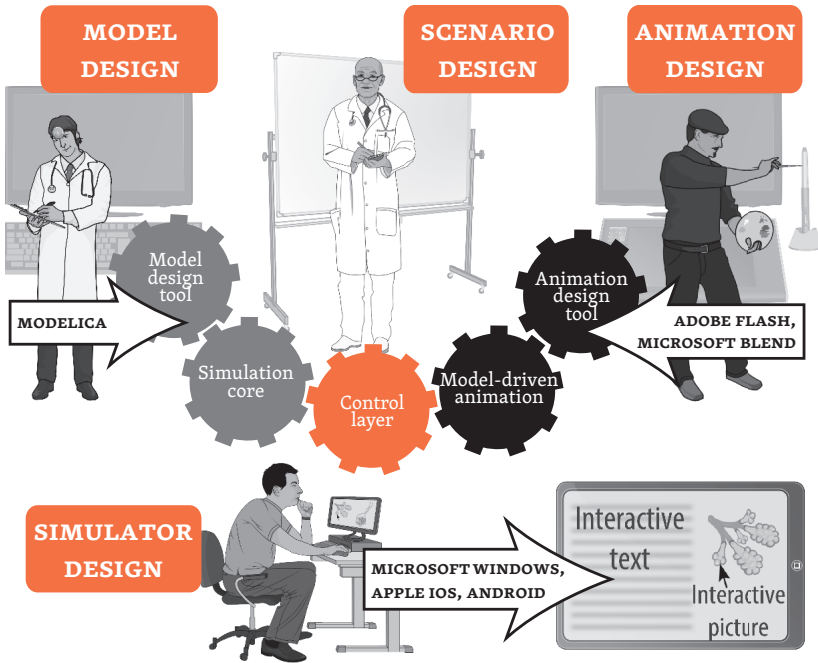 MODEL
DESIGN
SCENARIO
DESIGN
ANIMATION
DESIGN
Model
design
tool
MODELICA
Simulation
core
Control
layer
Model-driven
animation
Animation
design
tool
ADOBE FLASH,
MICROSOFT BLEND
SIMULATOR
DESIGN
MICROSOFT WINDOWS,
APPLE IOS, ANDROID
Interactive
text
Interactive
picture